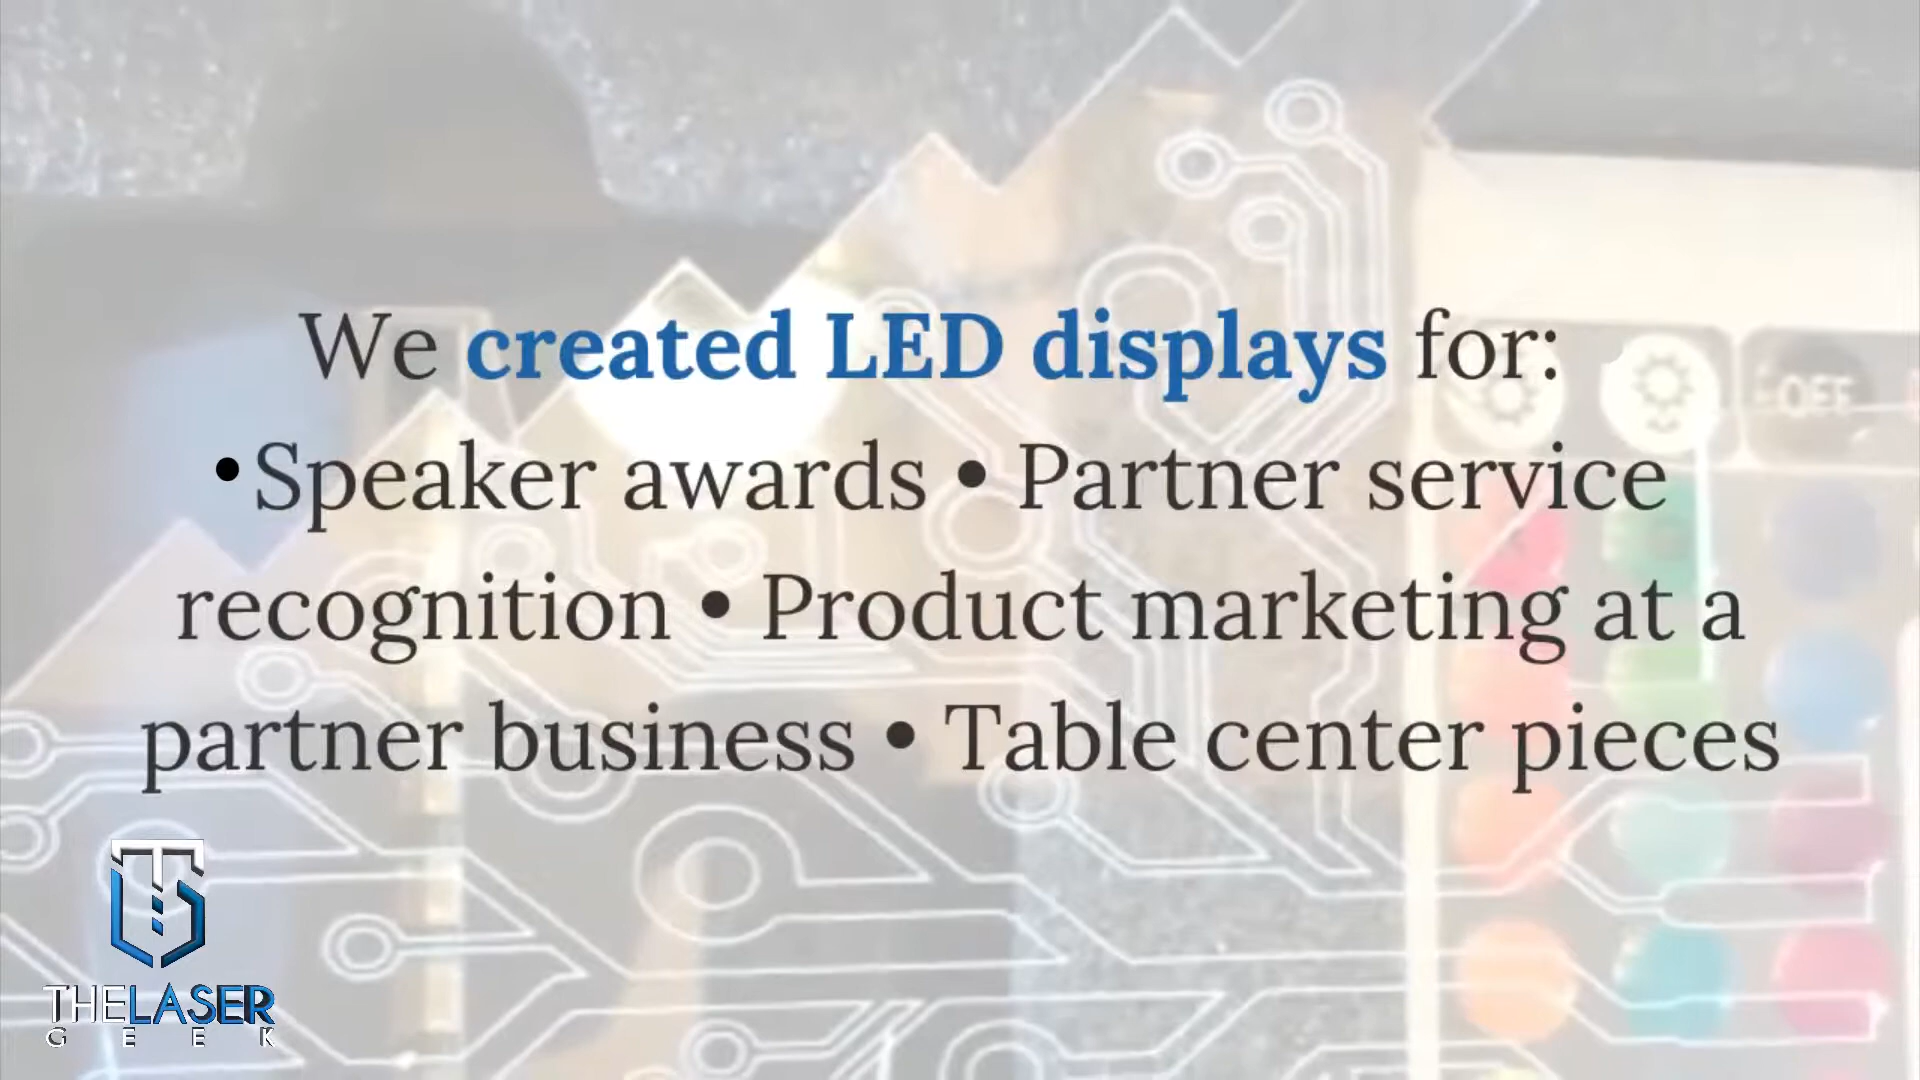 We created LED displays for:
•Speaker awards • Partner service
recognition • Product marketing at a
partner business • Table center pieces
OFF
THELASER
GEEK